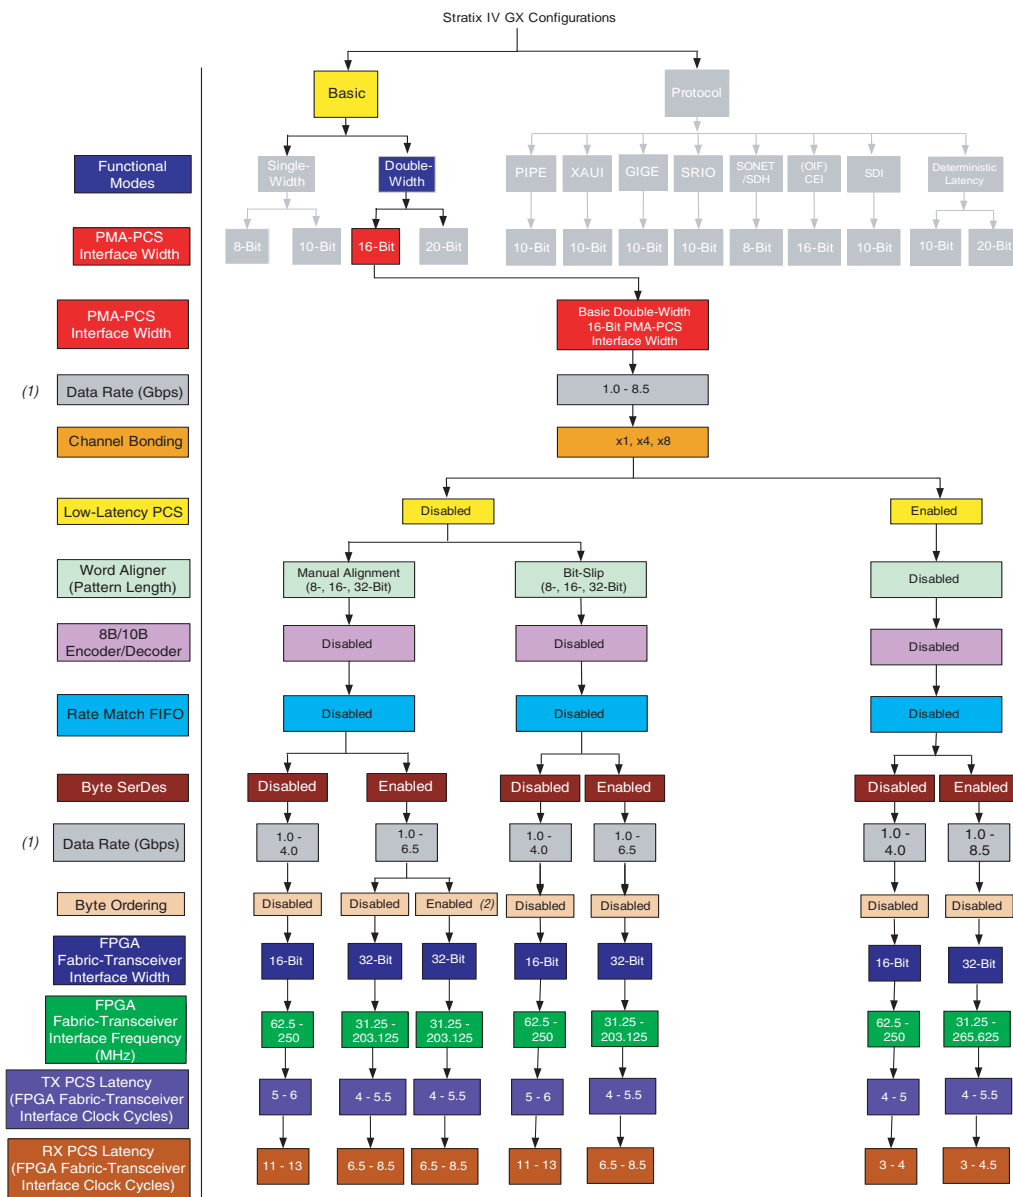 Stratix IV GX Configurations
Basic
Protocol
Functional
Modes
Single-
Width
Double-
Width
PIPE
XAUI
GIGE
SRIO
SONET
/SDH
(OIF)
CEI
SDI
Deterministic
Latency
PMA-PCS
Interface Width
8-Bit
10-Bit
16-Bit
20-Bit
10-Bit
10-Bit
10-Bit
10-Bit
8-Bit
16-Bit
10-Bit
10-Bit
20-Bit
PMA-PCS
Interface Width
Basic Double-Width
16-Bit PMA-PCS
Interface Width
(1)
Data Rate (Gbps)
1.0 - 8.5
Channel Bonding
x1, x4, x8
Low-Latency PCS
Disabled
Enabled
Word Aligner
(Pattern Length)
Manual Alignment
(8-, 16-, 32-Bit)
Bit-Slip
(8-, 16-, 32-Bit)
Disabled
8B/10B
Encoder/Decoder
Disabled
Disabled
Disabled
Rate Match FIFO
Disabled
Disabled
Disabled
Byte SerDes
Disabled
Enabled
Disabled
Enabled
Disabled
Enabled
(1)
Data Rate (Gbps)
1.0 -
4.0
1.0 -
6.5
1.0 -
4.0
1.0 -
6.5
1.0 -
4.0
1.0 -
8.5
Byte Ordering
Disabled
Disabled
Enabled (2)
Disabled
Disabled
Disabled
Disabled
FPGA
Fabric-Transceiver
Interface Width
16-Bit
32-Bit
32-Bit
16-Bit
32-Bit
16-Bit
32-Bit
FPGA
Fabric-Transceiver
Interface Frequency
(MHz)
62.5 -
250
31.25 -
203.125
31.25 -
203.125
62.5 -
250
31.25 -
203.125
62.5 -
250
31.25 -
265.625
TX PCS Latency
(FPGA Fabric-Transceiver
Interface Clock Cycles)
5 - 6
4 - 5.5
4 - 5.5
5 - 6
4 - 5.5
4 - 5
4 - 5.5
RX PCS Latency
(FPGA Fabric-Transceiver
Interface Clock Cycles)
11 - 13
6.5 - 8.5
6.5 - 8.5
11 - 13
6.5 - 8.5
3 - 4
3 - 4.5